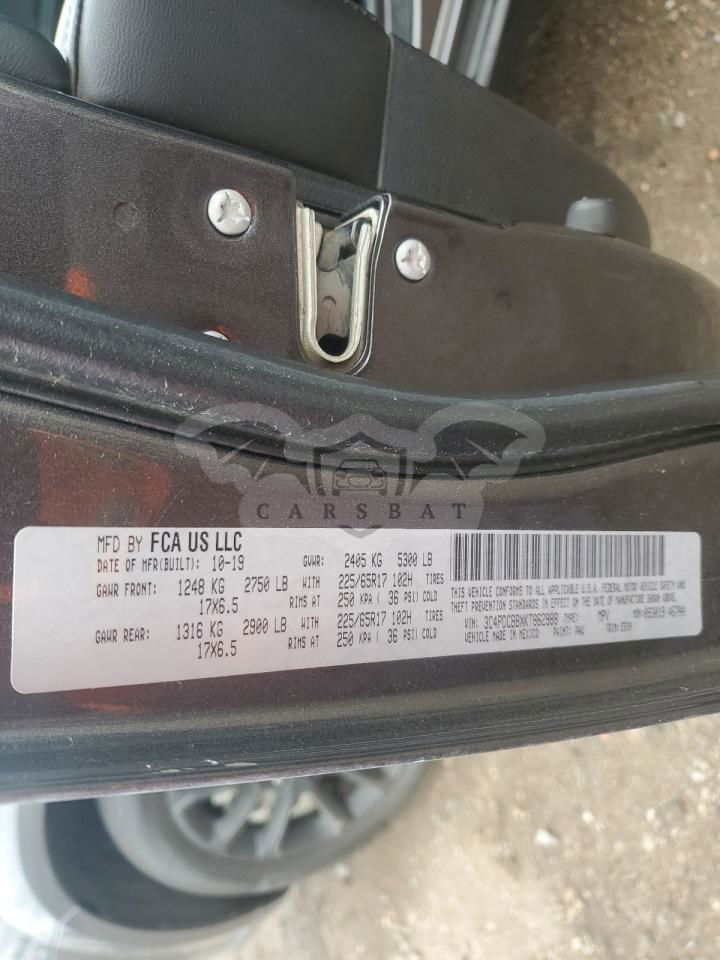 CARSBAT
MFD BY FCA US LLC
DATE OF MFR(BUILT): 10-19 GVWR: 2405 KG 5300 LB
GAWR FRONT: 1248 KG 2750 LB WITH 225/65R17 102H TIRES
17X6.5 RIMS AT 250 KPA ( 36 PSI) COLD
GAWR REAR: 1316 KG 2900 LB WITH 225/65R17 102H TIRES
17X6.5 RIMS AT 250 KPA ( 36 PSI) COLD
THIS VEHICLE CONFORMS TO ALL APPLICABLE U.S.A. FEDERAL MOTOR VEHICLE SAFETY AND
THEFT PREVENTION STANDARDS IN EFFECT ON THE DATE OF MANUFACTURE SHOWN ABOVE.
VIN: 3C4PDCBBXKT862988 TYPE: MPV
VEHICLE MADE IN MEXICO PAINT: TRIM: